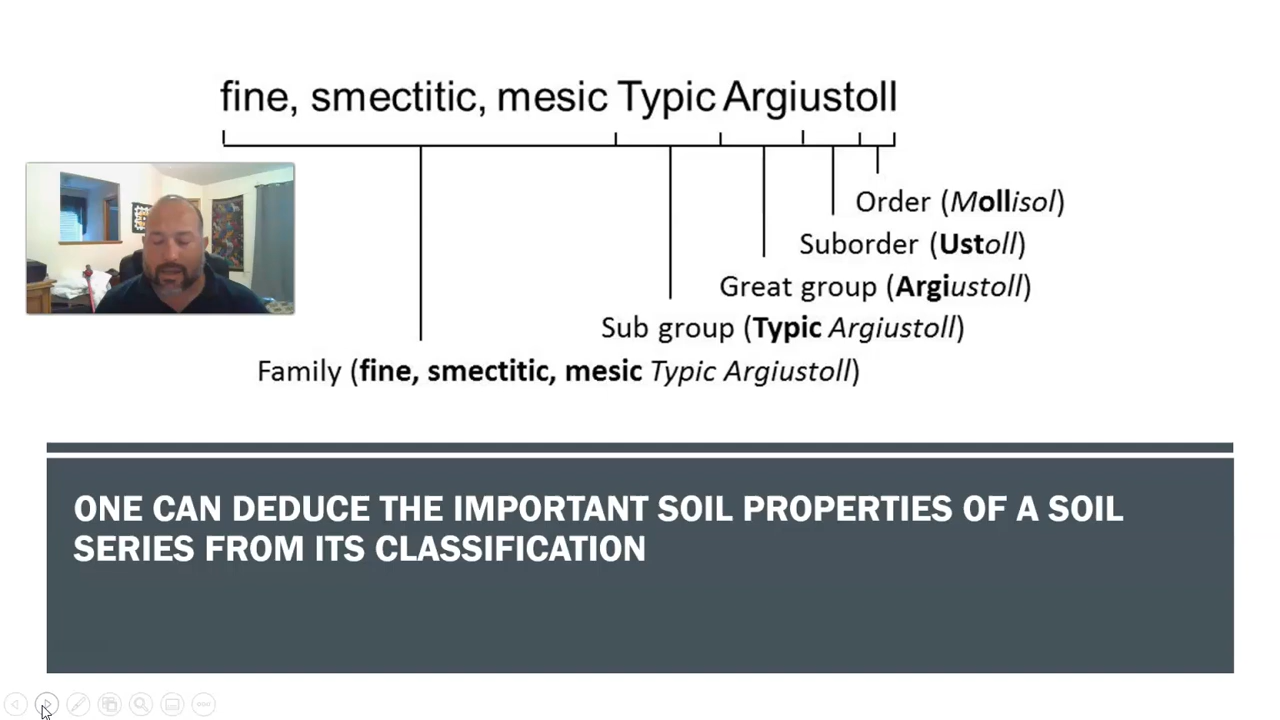 fine, smectitic, mesic Typic Argiustoll
Order (Mollisol)
Suborder (Ustoll)
Great group (Argiustoll)
Sub group (Typic Argiustoll)
Family (fine, smectitic, mesic Typic Argiustoll)
ONE CAN DEDUCE THE IMPORTANT SOIL PROPERTIES OF A SOIL
SERIES FROM ITS CLASSIFICATION